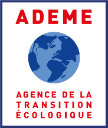 ADEME
AGENCE DE LA
TRANSITION
ÉCOLOGIQUE